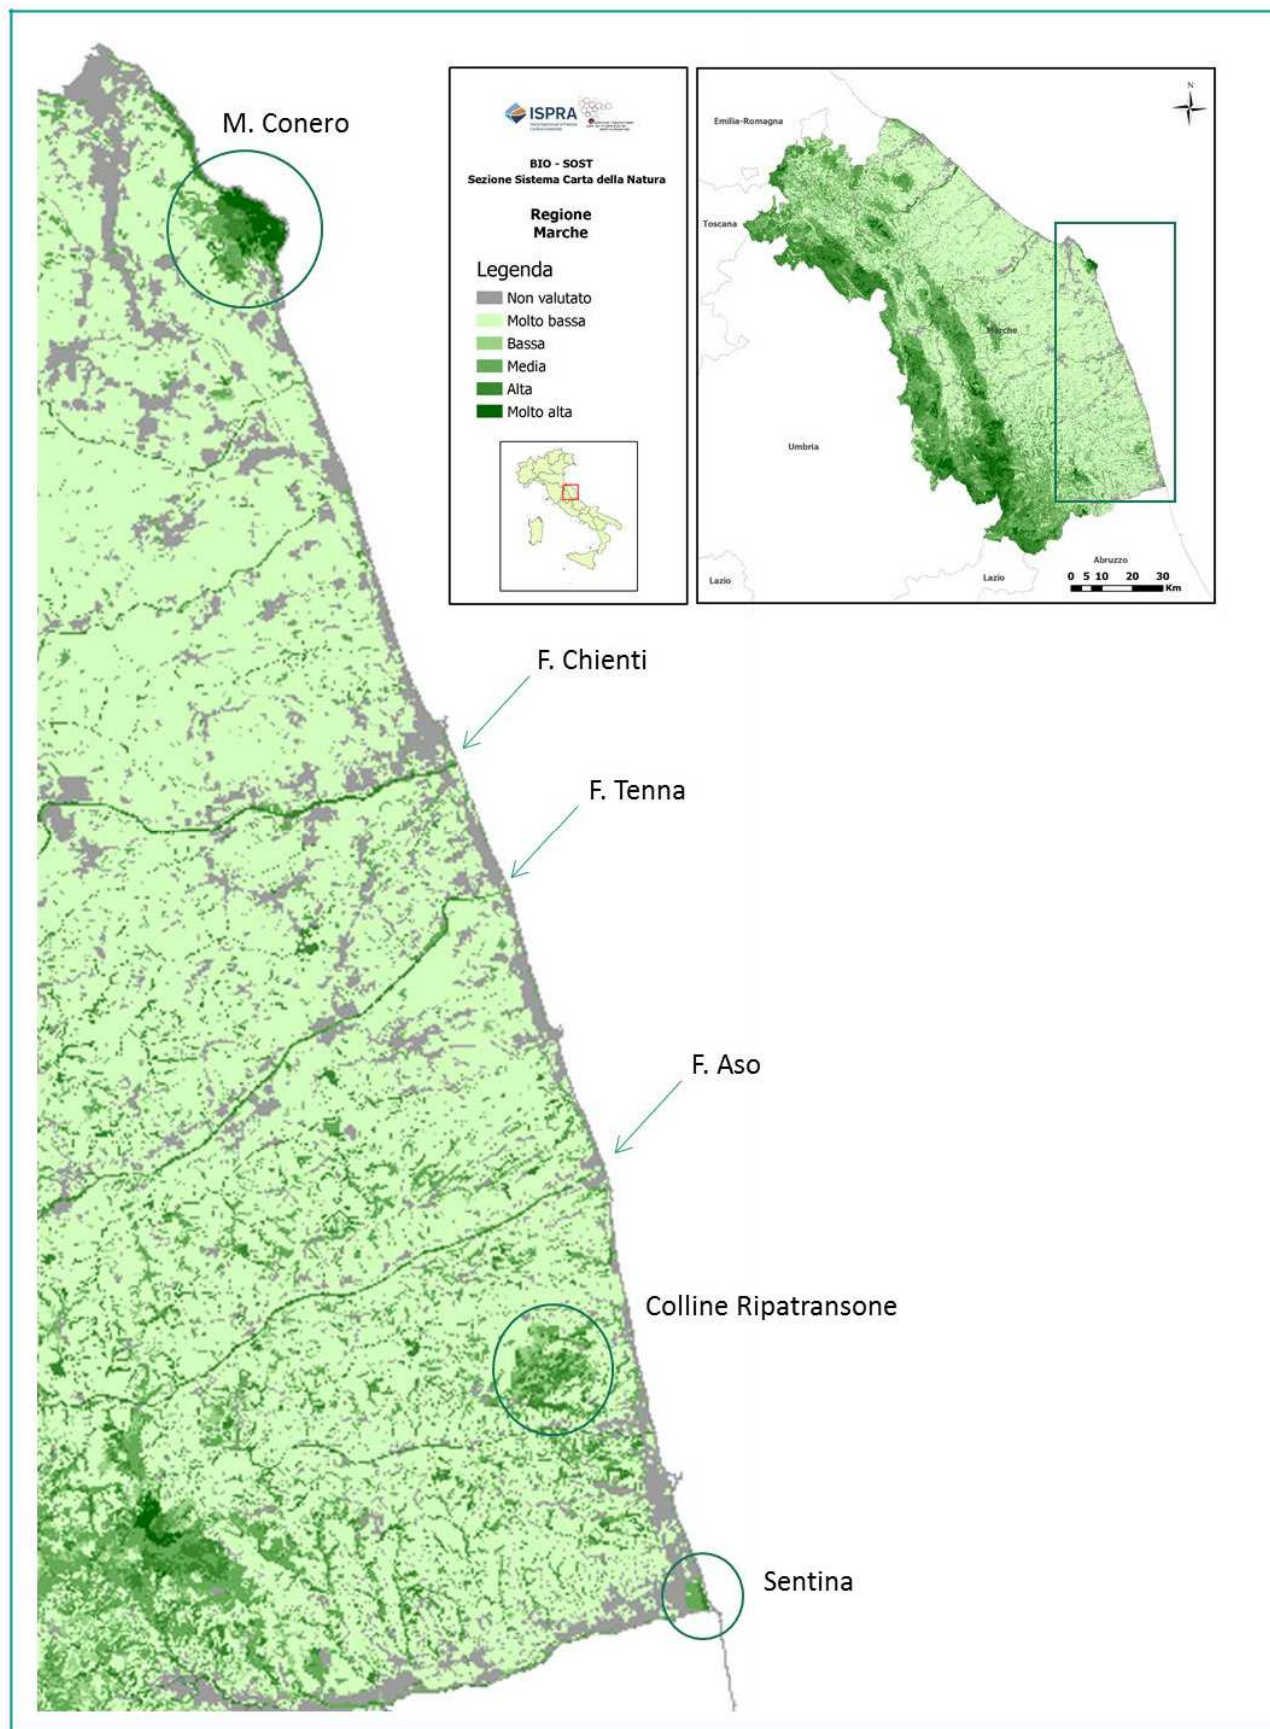 M. Conero
ISPRA
BIO - SOST
Sezione Sistema Carta della Natura
Regione
Marche
Legenda
Non valutato
Molto bassa
Bassa
Media
Alta
Molto alta
N
Emilia-Romagna
Toscana
Marche
Umbria
Abruzzo
Lazio
Lazio
0 5 10 20 30
Km
F. Chienti
F. Tenna
F. Aso
Colline Ripatransone
Sentina